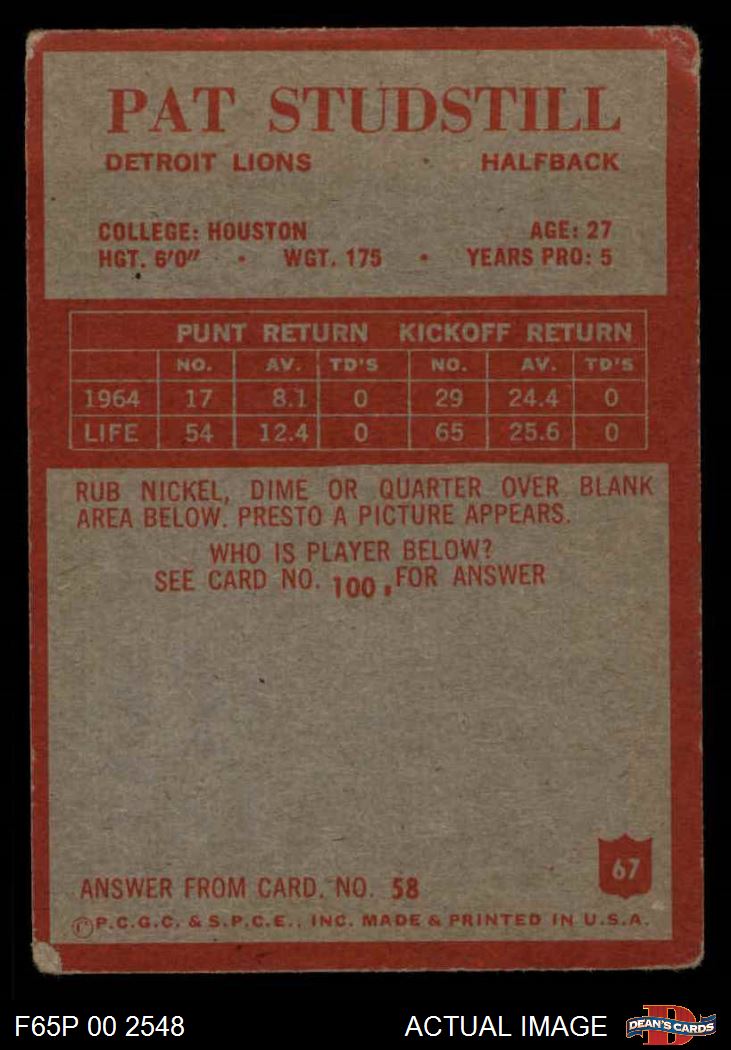 PAT STUDSTILL
DETROIT LIONS · HALFBACK
COLLEGE: HOUSTON AGE: 27
HGT. 6'0" · WGT. 175 · YEARS PRO: 5
PUNT RETURN KICKOFF RETURN
NO. AV. TD'S NO. AV. TD'S
1964 17 8.1 0 29 24.4 0
LIFE 54 12.4 0 65 25.6 0
RUB NICKEL, DIME OR QUARTER OVER BLANK
AREA BELOW. PRESTO A PICTURE APPEARS.
WHO IS PLAYER BELOW?
SEE CARD NO. 100. FOR ANSWER
67
ANSWER FROM CARD. NO. 58
©P.C.G.C. & S.P.C.E., INC. MADE & PRINTED IN U.S.A.
F65P 00 2548 ACTUAL IMAGE D DEAN'S CARDS